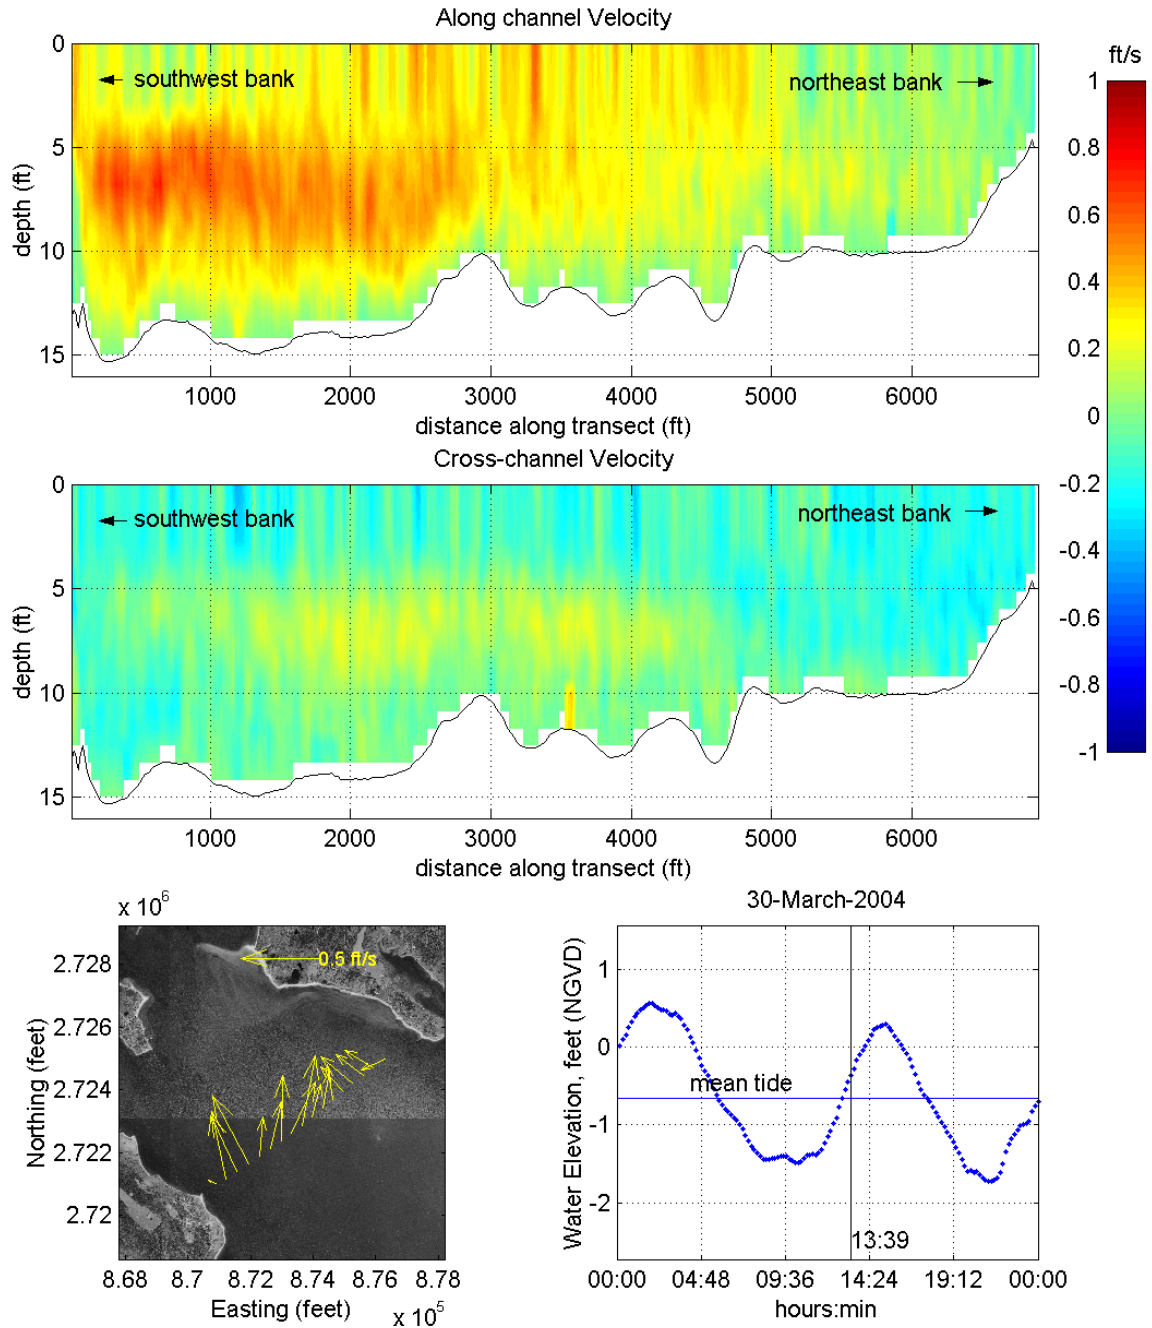 Along channel Velocity
ft/s
0
5
10
15
depth (ft)
← southwest bank
northeast bank →
1000
2000
3000
4000
5000
6000
distance along transect (ft)
1
0.8
0.6
0.4
0.2
0
-0.2
-0.4
-0.6
-0.8
-1
Cross-channel Velocity
0
5
10
15
depth (ft)
← southwest bank
northeast bank →
1000
2000
3000
4000
5000
6000
distance along transect (ft)
x 10⁶
2.728
2.726
2.724
2.722
2.72
Northing (feet)
0.5 ft/s
8.68
8.7
8.72
8.74
8.76
8.78
Easting (feet)
x 10⁵
30-March-2004
1
0
-1
-2
Water Elevation, feet (NGVD)
mean tide
13:39
00:00
04:48
09:36
14:24
19:12
00:00
hours:min